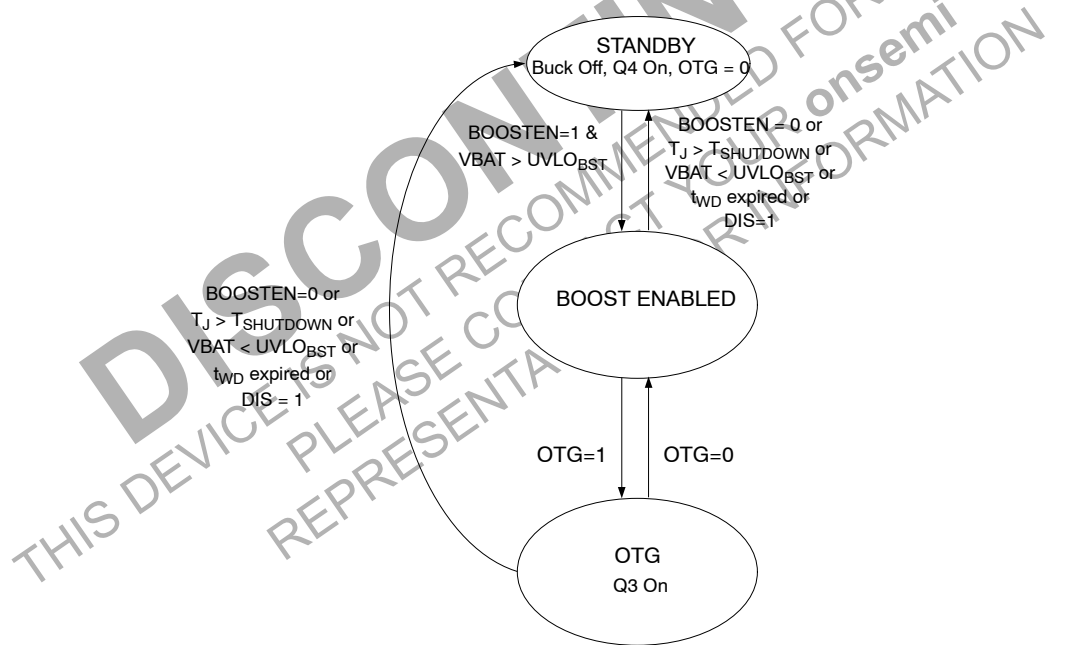 STANDBY
Buck Off, Q4 On, OTG = 0
BOOSTEN=1 &
VBAT > UVLOBST
BOOSTEN = 0 or
TJ > TSHUTDOWN or
VBAT < UVLOBST or
tWD expired or
DIS=1
BOOST ENABLED
BOOSTEN=0 or
TJ > TSHUTDOWN or
VBAT < UVLOBST or
tWD expired or
DIS = 1
OTG=1
OTG=0
OTG
Q3 On
DISCONTIN
THIS DEVICE IS NOT RECOMMENDED FOR
PLEASE CONTACT YOUR onsemi
REPRESENTA R INFORMATION